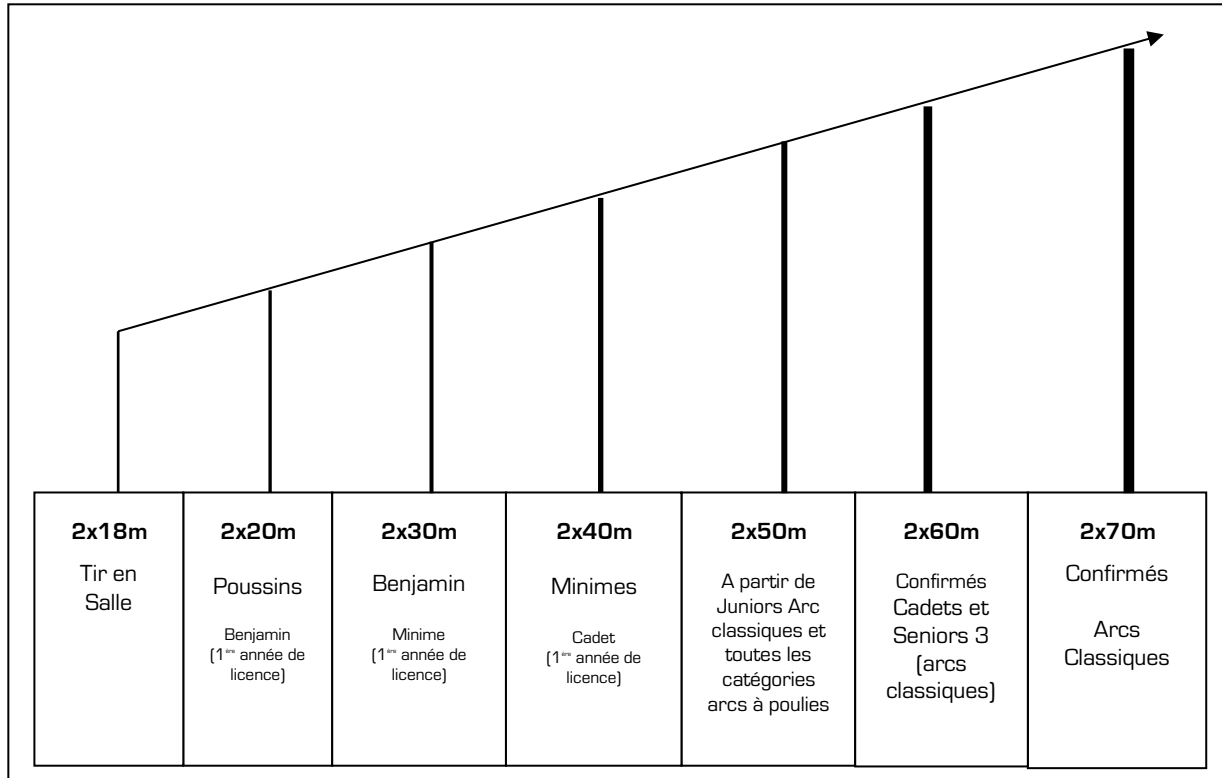 2x18m
Tir en
Salle
2x20m
Poussins
Benjamin
(1ère année de
licence)
2x30m
Benjamin
Minime
(1ère année de
licence)
2x40m
Minimes
Cadet
(1ère année de
licence)
2x50m
A partir de
Juniors Arc
classiques et
toutes les
catégories
arcs à poulies
2x60m
Confirmés
Cadets et
Seniors 3
(arcs
classiques)
2x70m
Confirmés
Arcs
Classiques